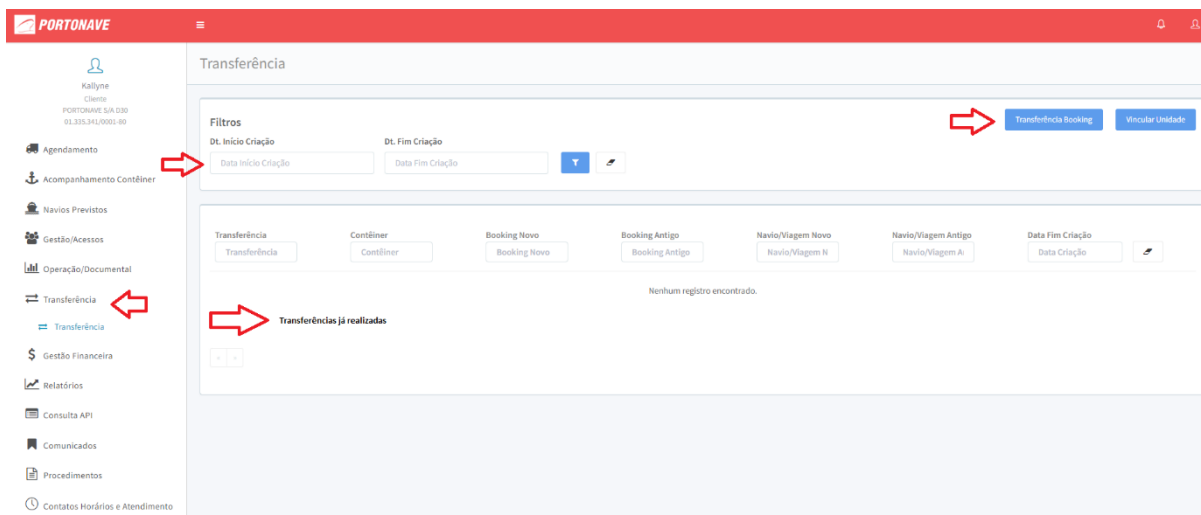 PORTONAVE
Kallyne
Cliente
PORTONAVE S/A D30
01.335.341/0001-80
Agendamento
Acompanhamento Contêiner
Navios Previstos
Gestão/Acessos
Operação/Documental
Transferência
Transferência
Gestão Financeira
Relatórios
Consulta API
Comunicados
Procedimentos
Contatos Horários e Atendimento
Transferência
Filtros
Transferência Booking Vincular Unidade
Dt. Início Criação Dt. Fim Criação
Data Início Criação Data Fim Criação
Transferência Contêiner Booking Novo Booking Antigo Navio/Viagem Novo Navio/Viagem Antigo Data Fim Criação
Transferência Contêiner Booking Novo Booking Antigo Navio/Viagem N Navio/Viagem A Data Criação
Nenhum registro encontrado.
Transferências já realizadas